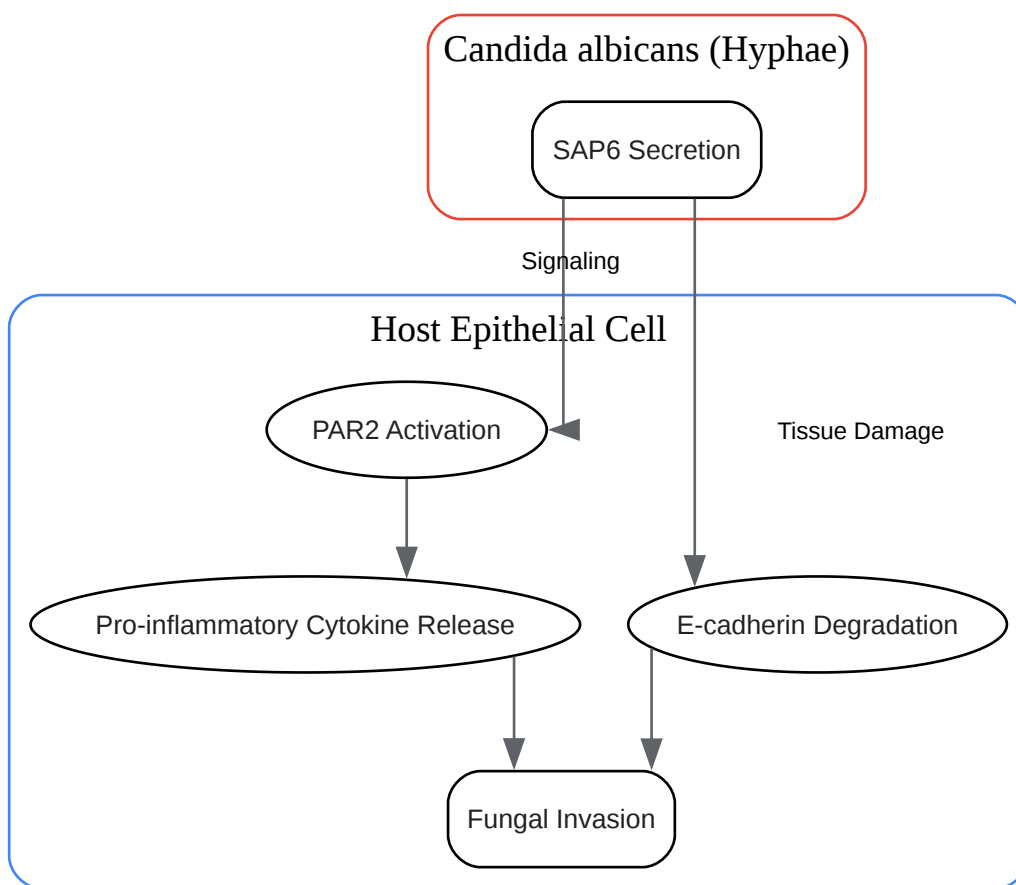 Candida albicans (Hyphae)
SAP6 Secretion
Signaling
Host Epithelial Cell
PAR2 Activation
Tissue Damage
Pro-inflammatory Cytokine Release
E-cadherin Degradation
Fungal Invasion